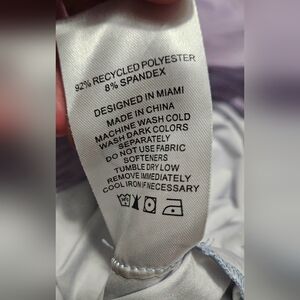 92% RECYCLED POLYESTER
8% SPANDEX
DESIGNED IN MIAMI
MADE IN CHINA
MACHINE WASH COLD
WASH DARK COLORS
SEPARATELY
DO NOT USE FABRIC
SOFTENERS
TUMBLE DRY LOW
REMOVE IMMEDIATELY
COOL IRON IF NECESSARY